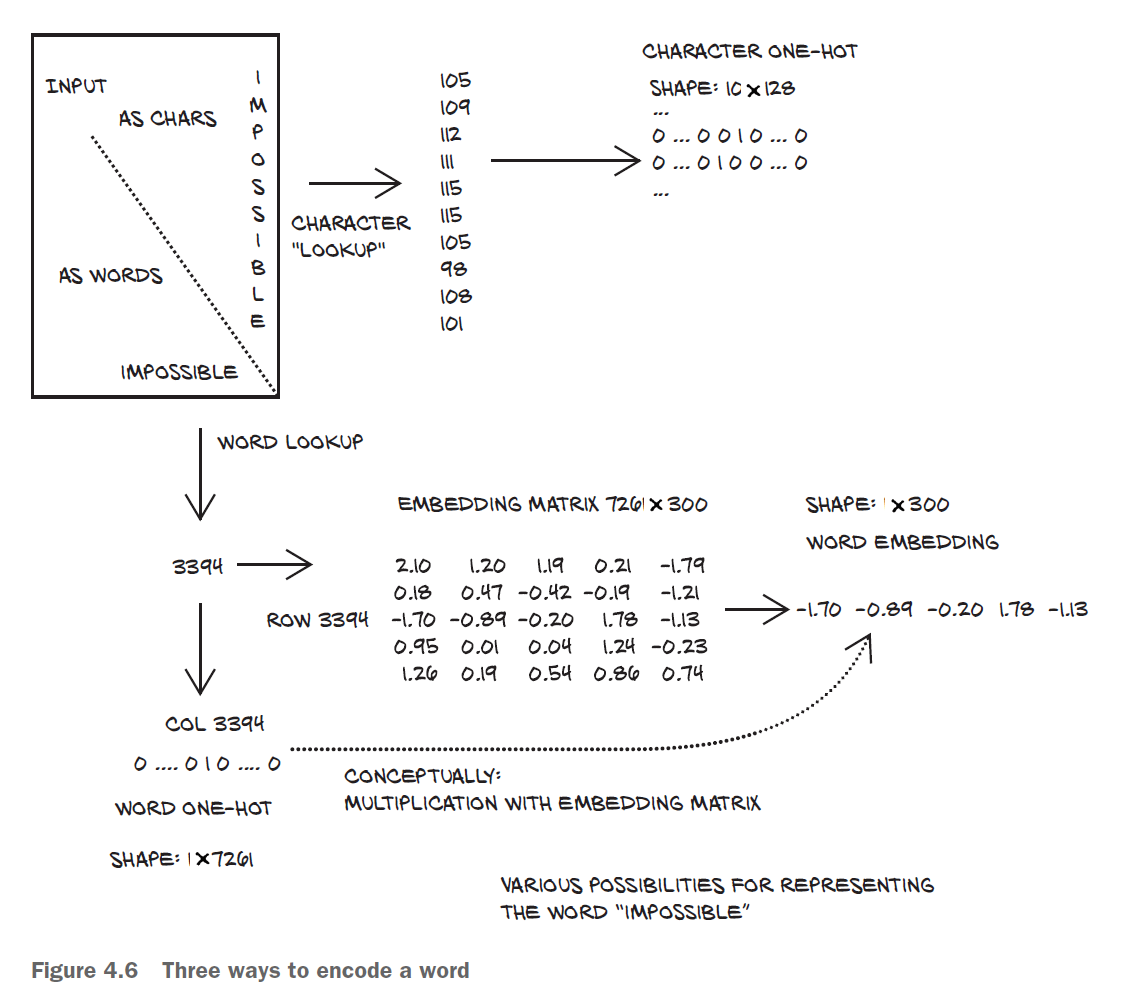 INPUT
AS CHARS
I
M
P
O
S
S
I
B
L
E
AS WORDS
IMPOSSIBLE
CHARACTER
"LOOKUP"
105
109
112
111
115
115
105
98
108
101
CHARACTER ONE-HOT
SHAPE: 10 × 128
...
0 ... 0 0 1 0 ... 0
0 ... 0 1 0 0 ... 0
...
WORD LOOKUP
3394
EMBEDDING MATRIX 7261 × 300
2.10 1.20 1.19 0.21 -1.79
0.18 0.47 -0.42 -0.19 -1.21
ROW 3394 -1.70 -0.89 -0.20 1.78 -1.13
0.95 0.01 0.04 1.24 -0.23
1.26 0.19 0.54 0.86 0.74
SHAPE: 1 × 300
WORD EMBEDDING
-1.70 -0.89 -0.20 1.78 -1.13
COL 3394
0 .... 0 1 0 .... 0
WORD ONE-HOT
SHAPE: 1 × 7261
CONCEPTUALLY:
MULTIPLICATION WITH EMBEDDING MATRIX
VARIOUS POSSIBILITIES FOR REPRESENTING
THE WORD "IMPOSSIBLE"
Figure 4.6 Three ways to encode a word